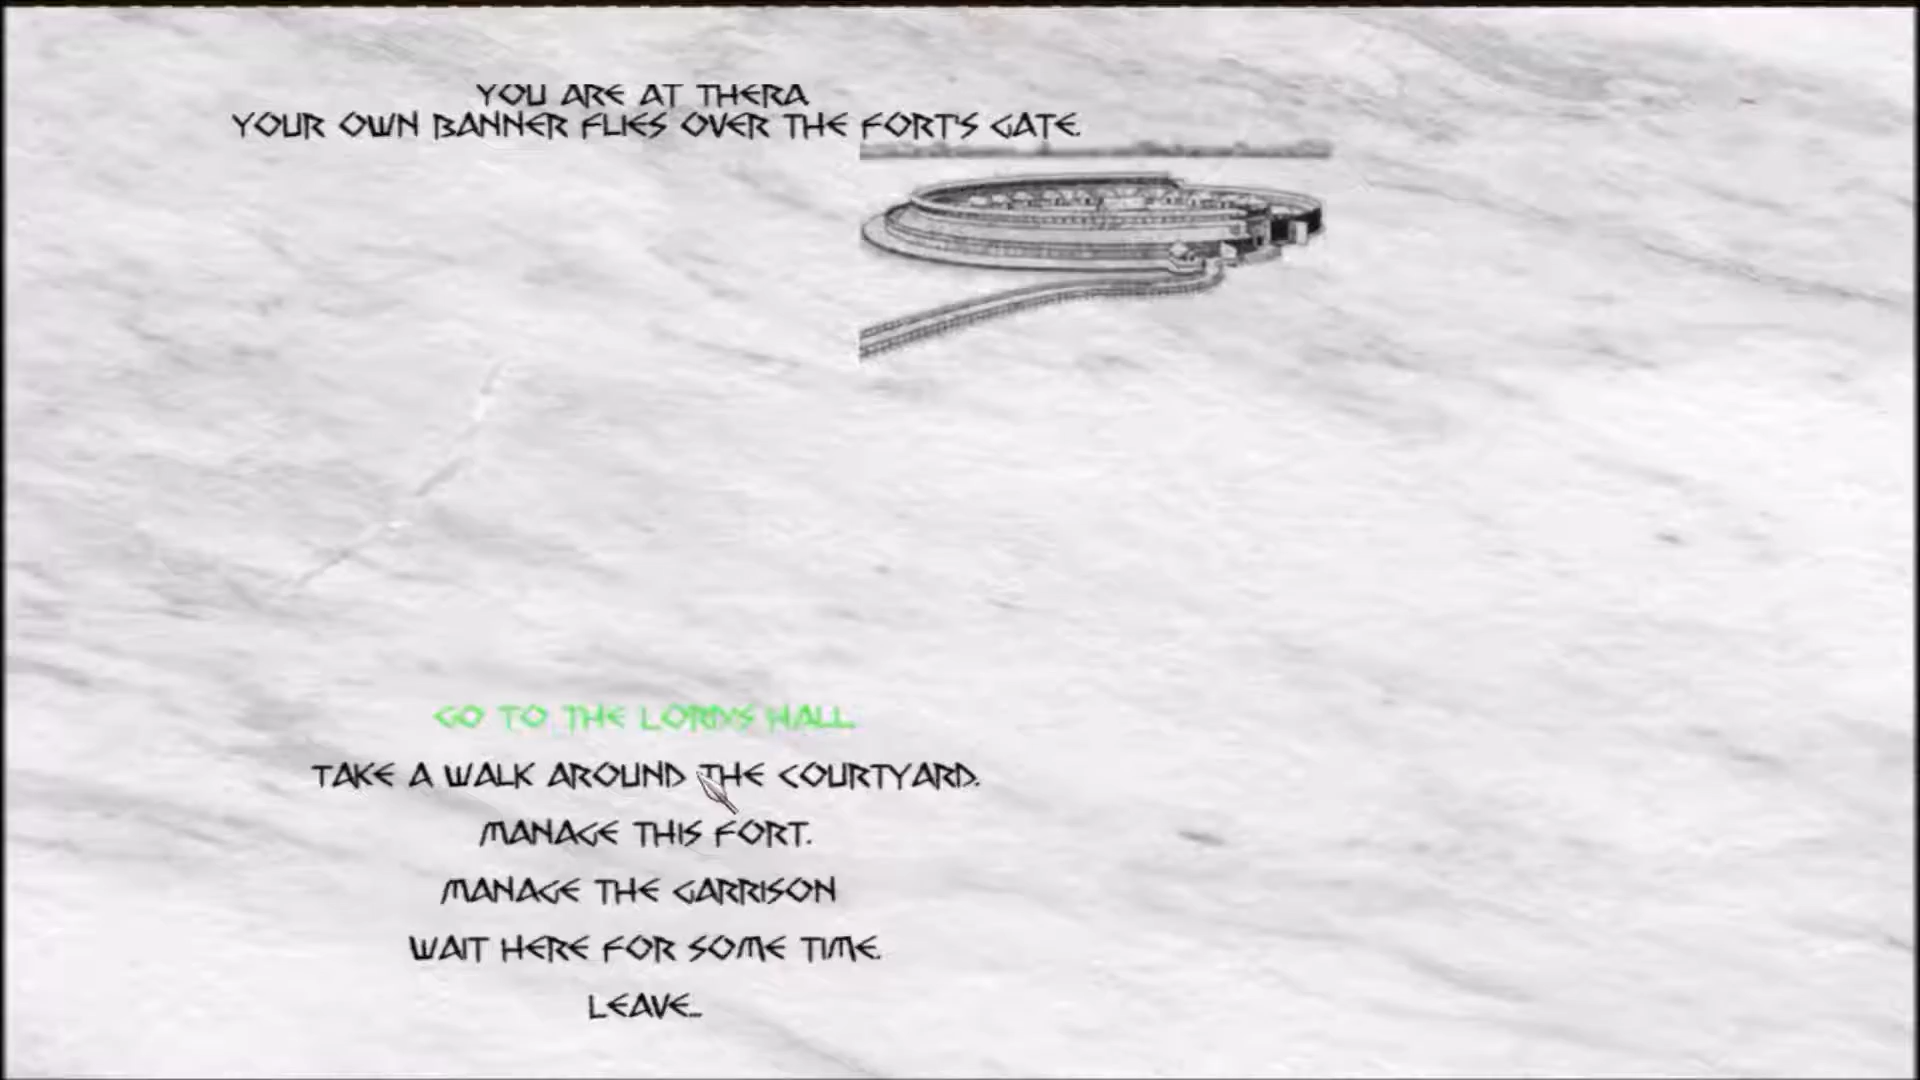 YOU ARE AT THERA
YOUR OWN BANNER FLIES OVER THE FORT'S GATE.
GO TO THE LORD'S HALL
TAKE A WALK AROUND THE COURTYARD.
MANAGE THIS FORT.
MANAGE THE GARRISON
WAIT HERE FOR SOME TIME.
LEAVE...